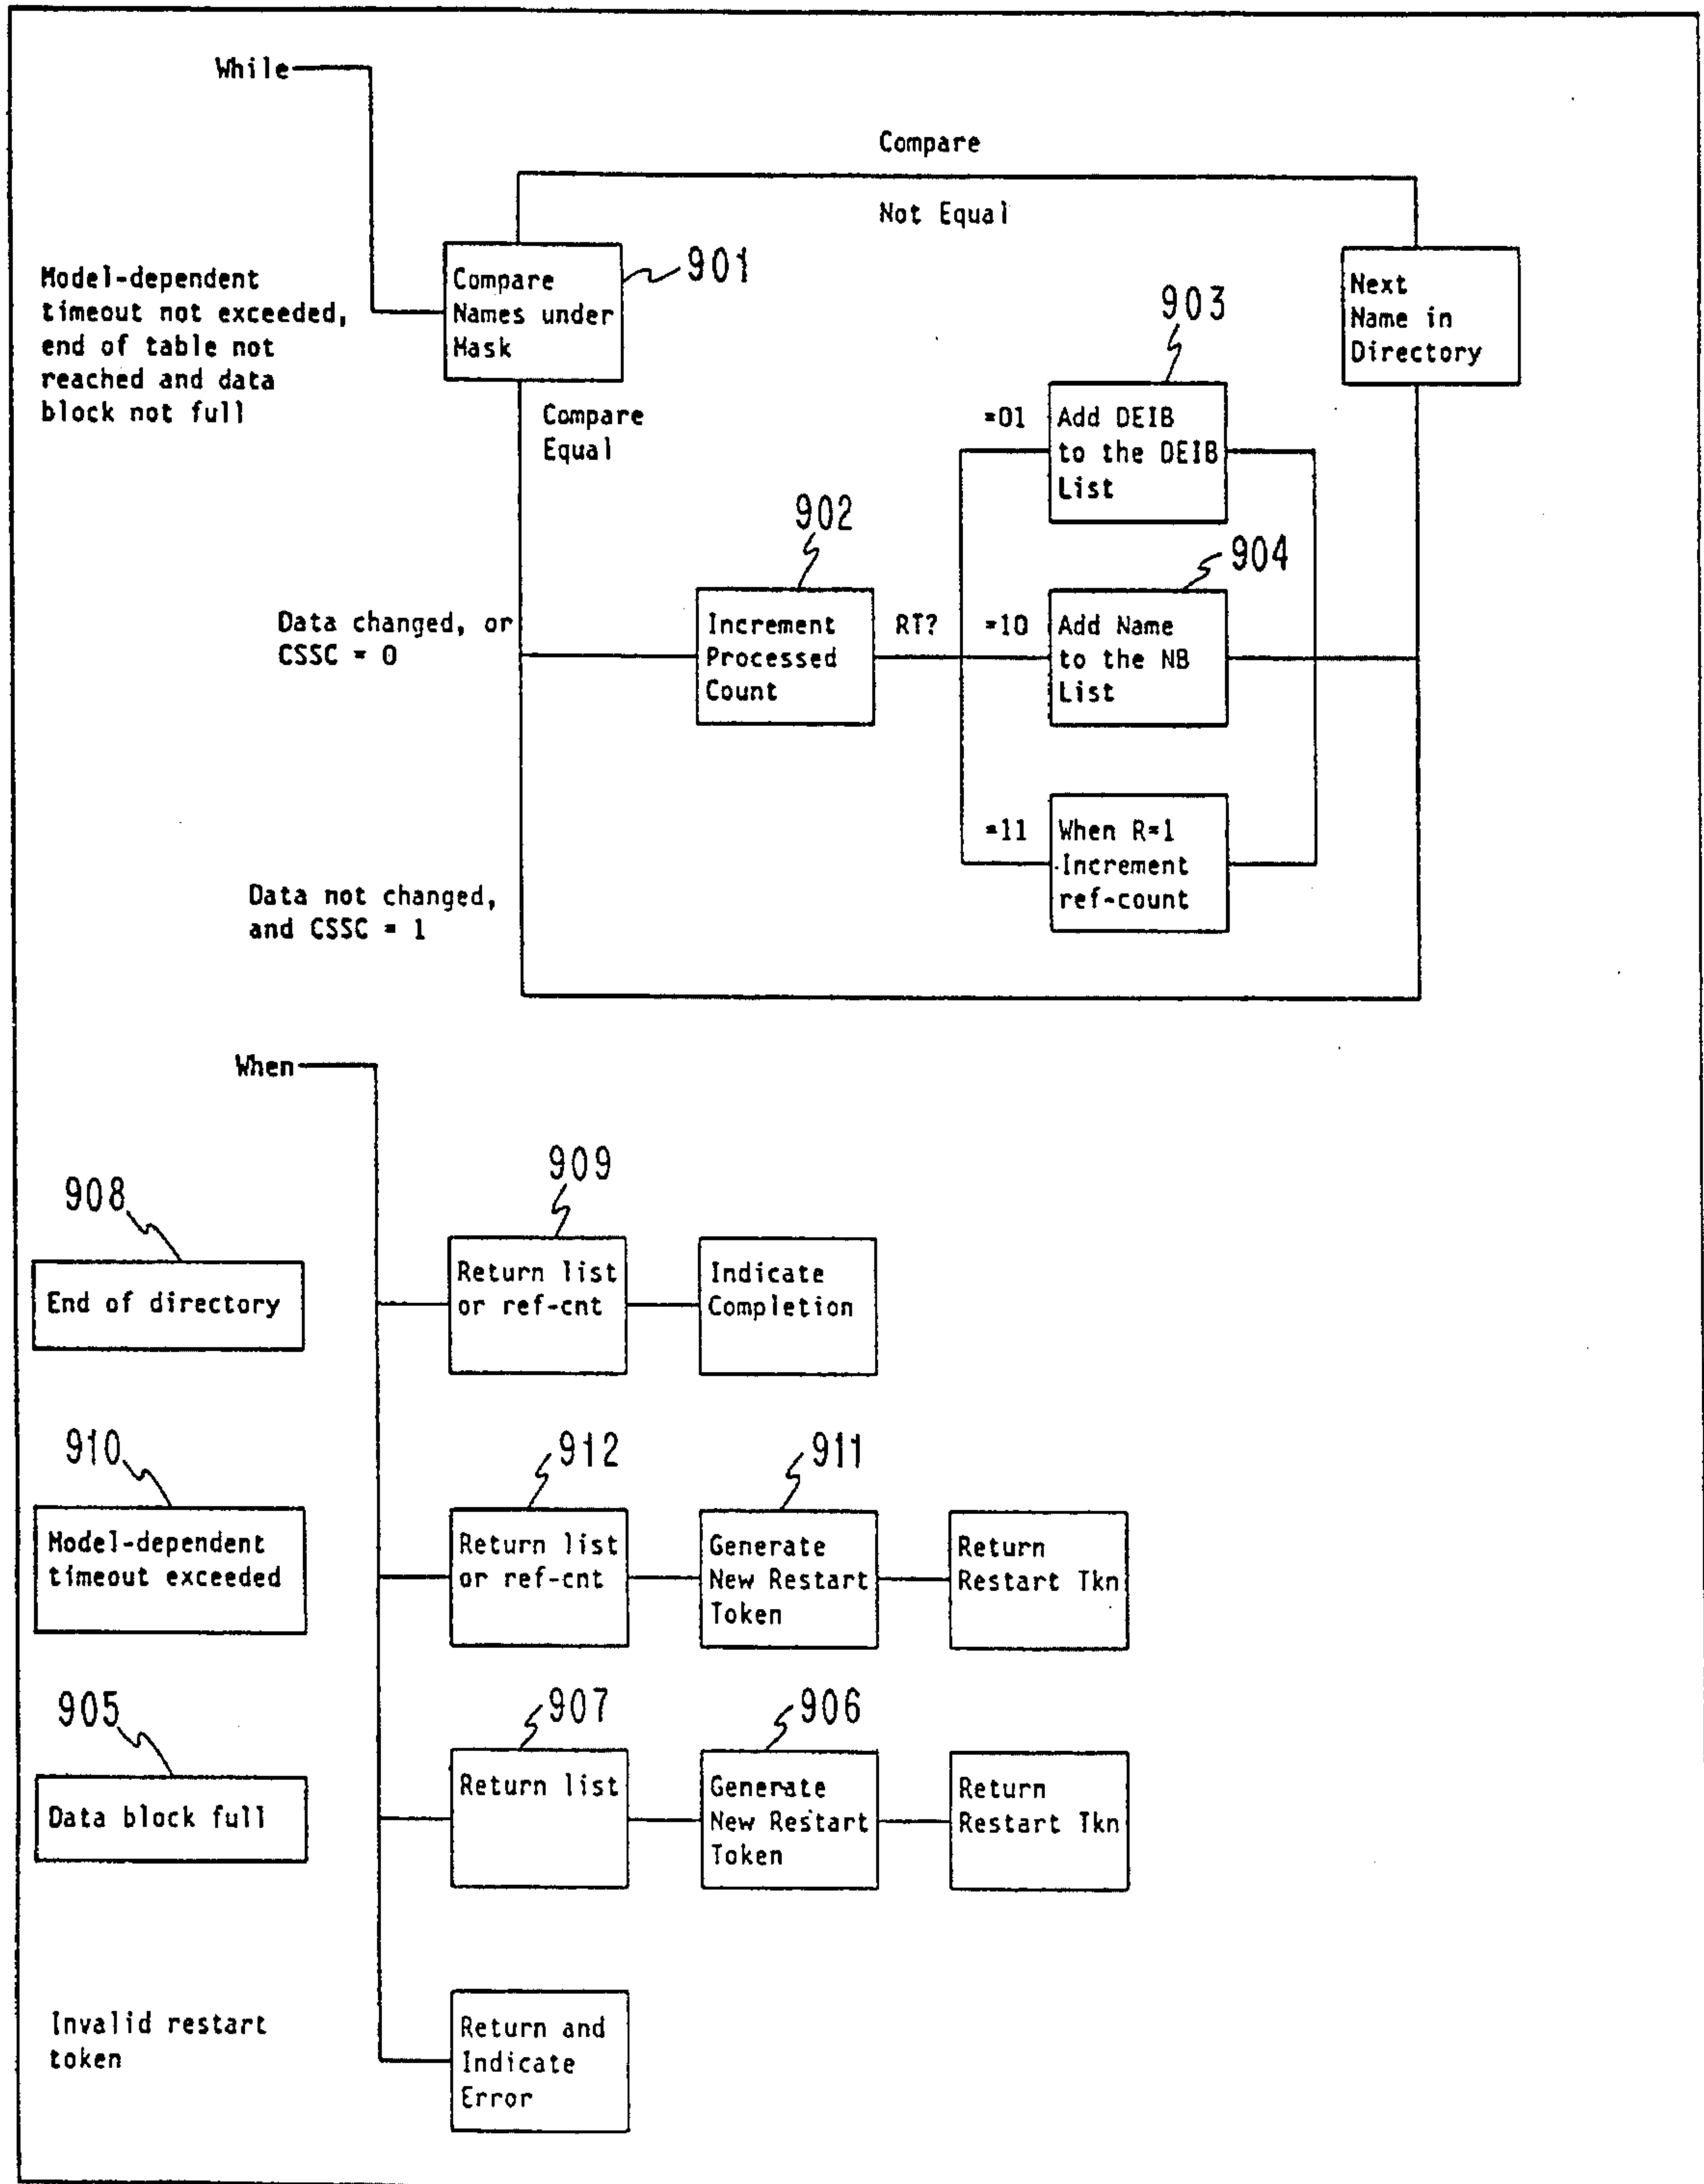 While
Compare
Not Equal
Model-dependent
timeout not exceeded,
end of table not
reached and data
block not full
Compare
Names under
Mask
901
Next
Name in
Directory
Compare
Equal
903
=01
Add DEIB
to the DEIB
List
902
904
Data changed, or
CSSC = 0
Increment
Processed
Count
RT?
=10
Add Name
to the NB
List
=11
When R=1
Increment
ref-count
Data not changed,
and CSSC = 1
When
908
End of directory
909
Return list
or ref-cnt
Indicate
Completion
910
Model-dependent
timeout exceeded
912
Return list
or ref-cnt
911
Generate
New Restart
Token
Return
Restart Tkn
905
Data block full
907
Return list
906
Generate
New Restart
Token
Return
Restart Tkn
Invalid restart
token
Return and
Indicate
Error